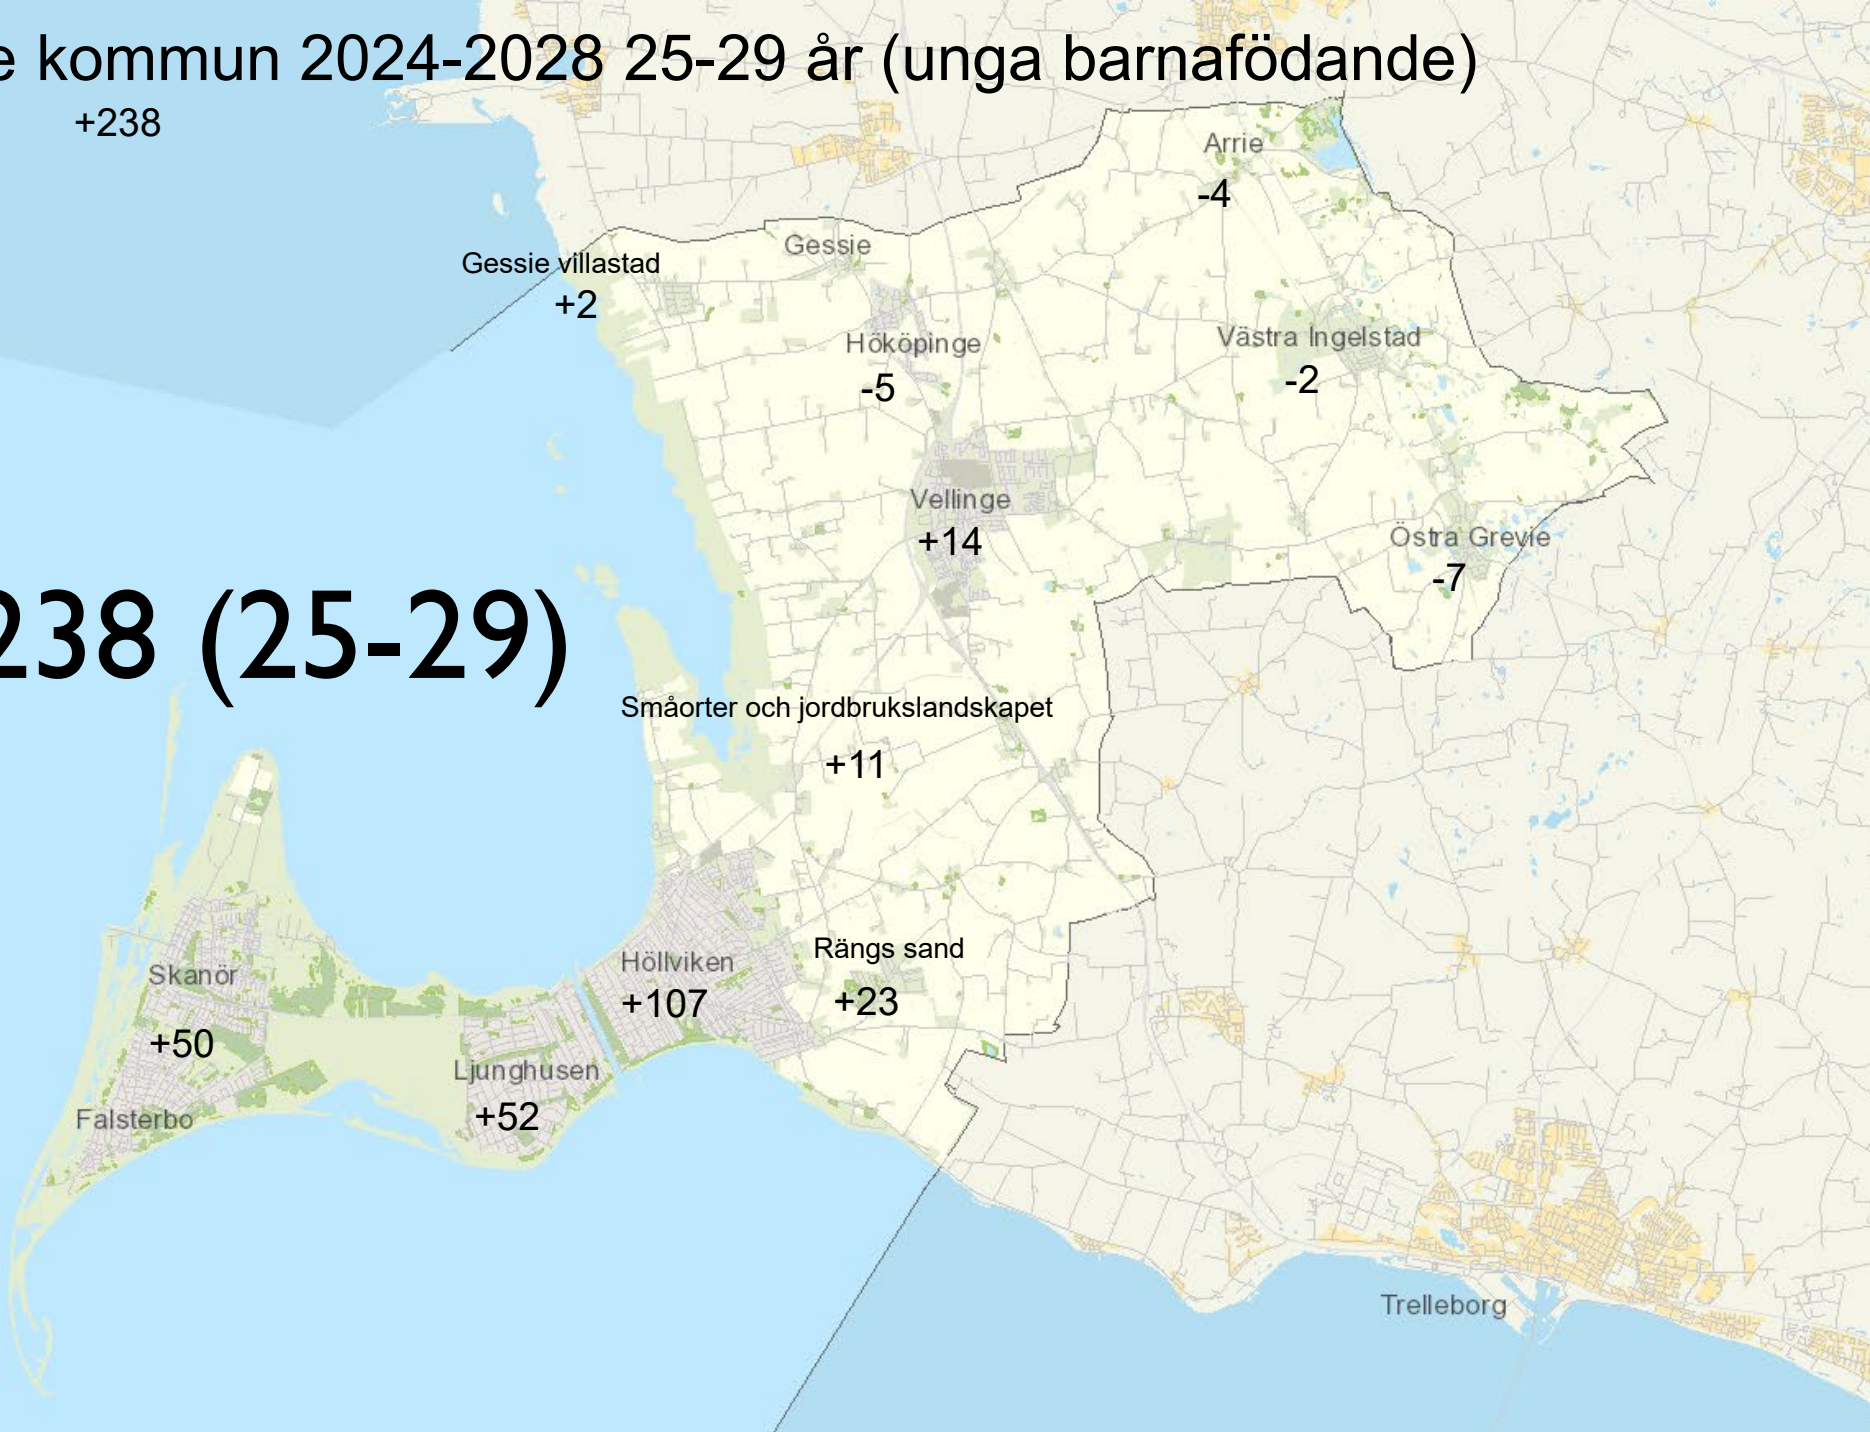 e kommun 2024-2028 25-29 år (unga barnafödande)
+238
Arrie
-4
Gessie
Gessie villastad
+2
Hököpinge
-5
Västra Ingelstad
-2
Vellinge
+14
Östra Grevie
-7
238 (25-29)
Småorter och jordbrukslandskapet
+11
Rängs sand
+23
Höllviken
+107
Skanör
+50
Ljunghusen
+52
Falsterbo
Trelleborg